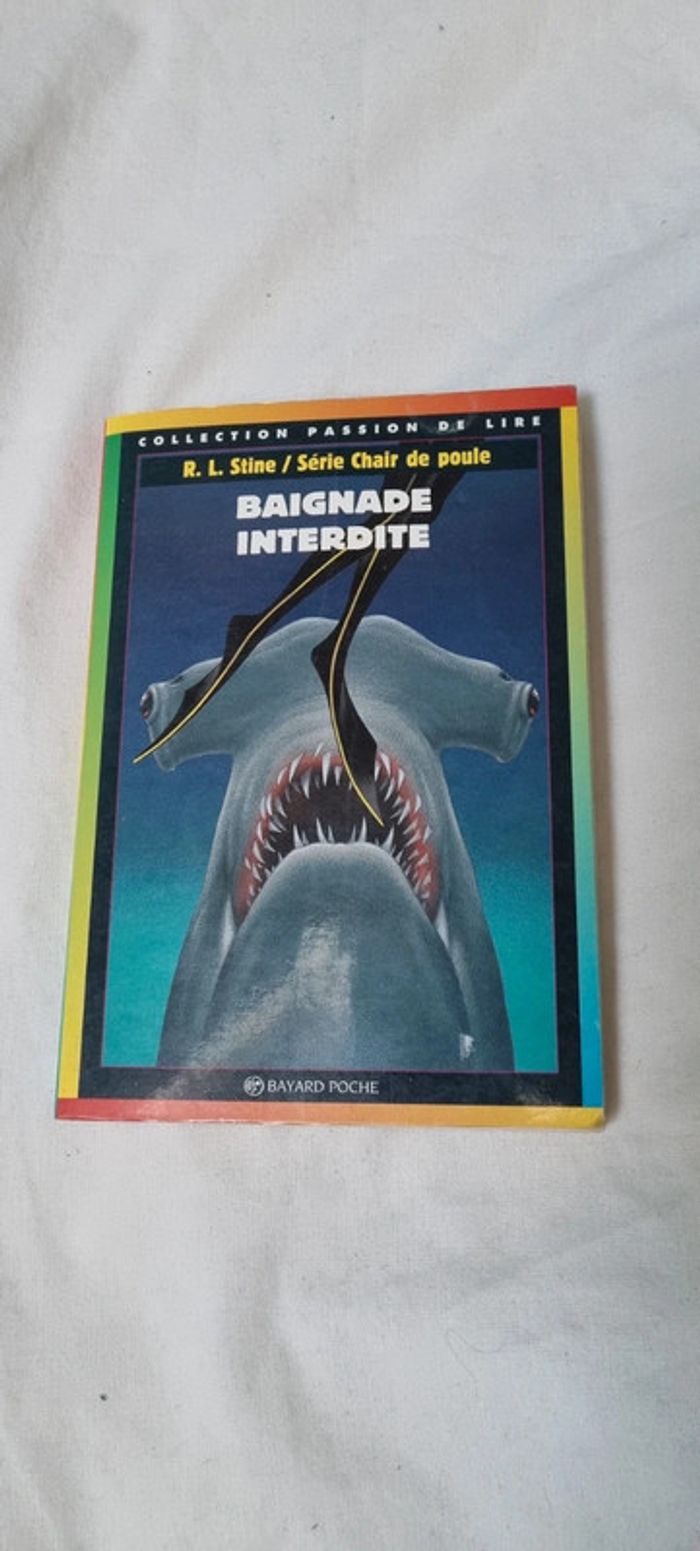 COLLECTION PASSION DE LIRE
R. L. Stine / Série Chair de poule
BAIGNADE
INTERDITE
BAYARD POCHE